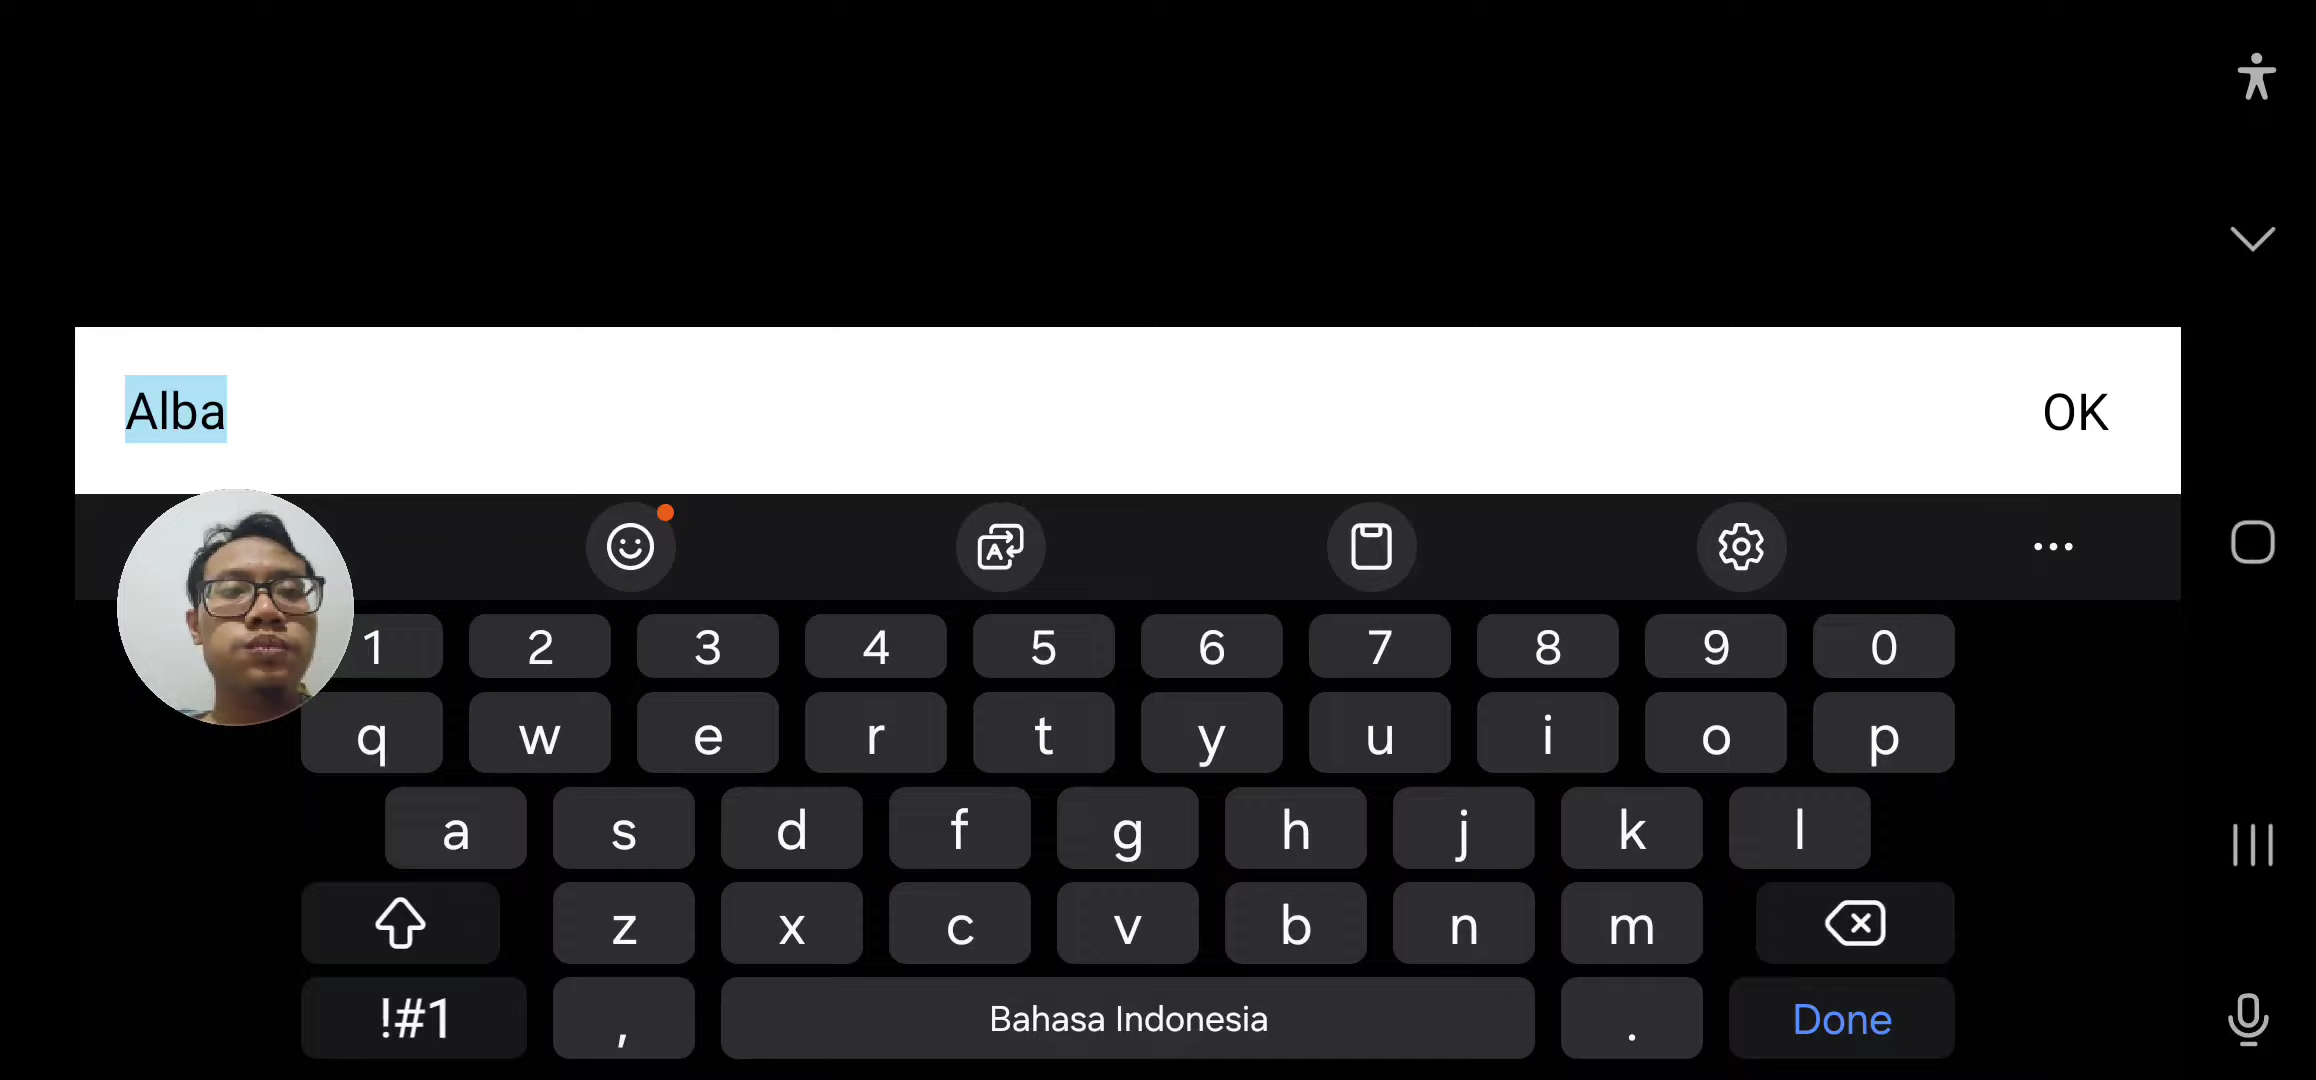 Alba
OK
1 2 3 4 5 6 7 8 9 0
q w e r t y u i o p
a s d f g h j k l
z x c v b n m
!#1 , Bahasa Indonesia . Done